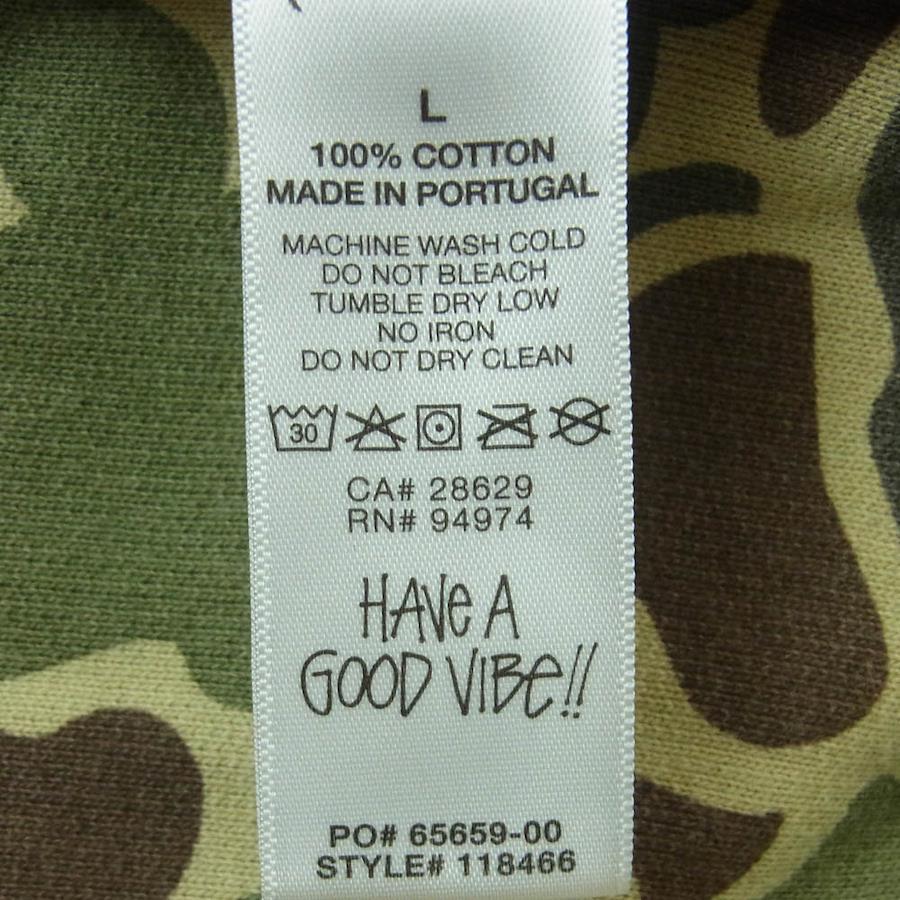 L
100% COTTON
MADE IN PORTUGAL
MACHINE WASH COLD
DO NOT BLEACH
TUMBLE DRY LOW
NO IRON
DO NOT DRY CLEAN
30
CA# 28629
RN# 94974
HAVe A
GOOD VIBe!!
PO# 65659-00
STYLE# 118466